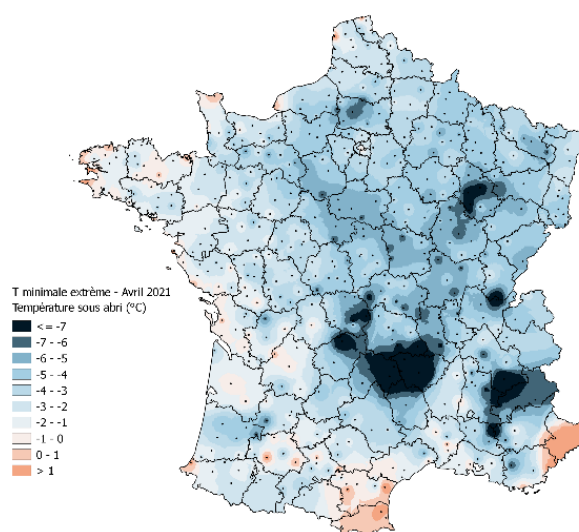 T minimale extrême - Avril 2021
Température sous abri (°C)
<= -7
-7 - -6
-6 - -5
-5 - -4
-4 - -3
-3 - -2
-2 - -1
-1 - 0
0 - 1
> 1